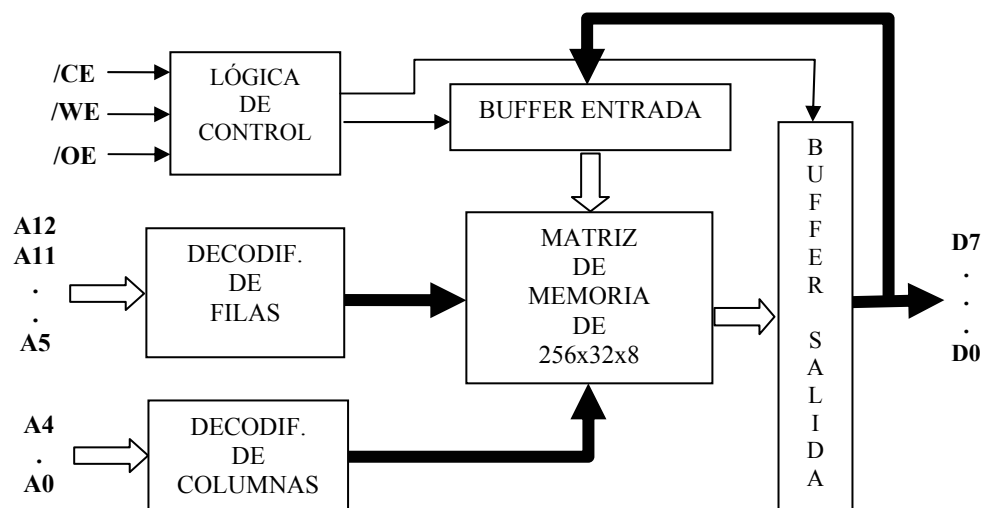 /CE
/WE
/OE
LÓGICA
DE
CONTROL
BUFFER ENTRADA
A12
A11
.
.
A5
DECODIF.
DE
FILAS
MATRIZ
DE
MEMORIA
DE
256x32x8
A4
.
A0
DECODIF.
DE
COLUMNAS
B
U
F
F
E
R
S
A
L
I
D
A
D7
.
.
.
D0